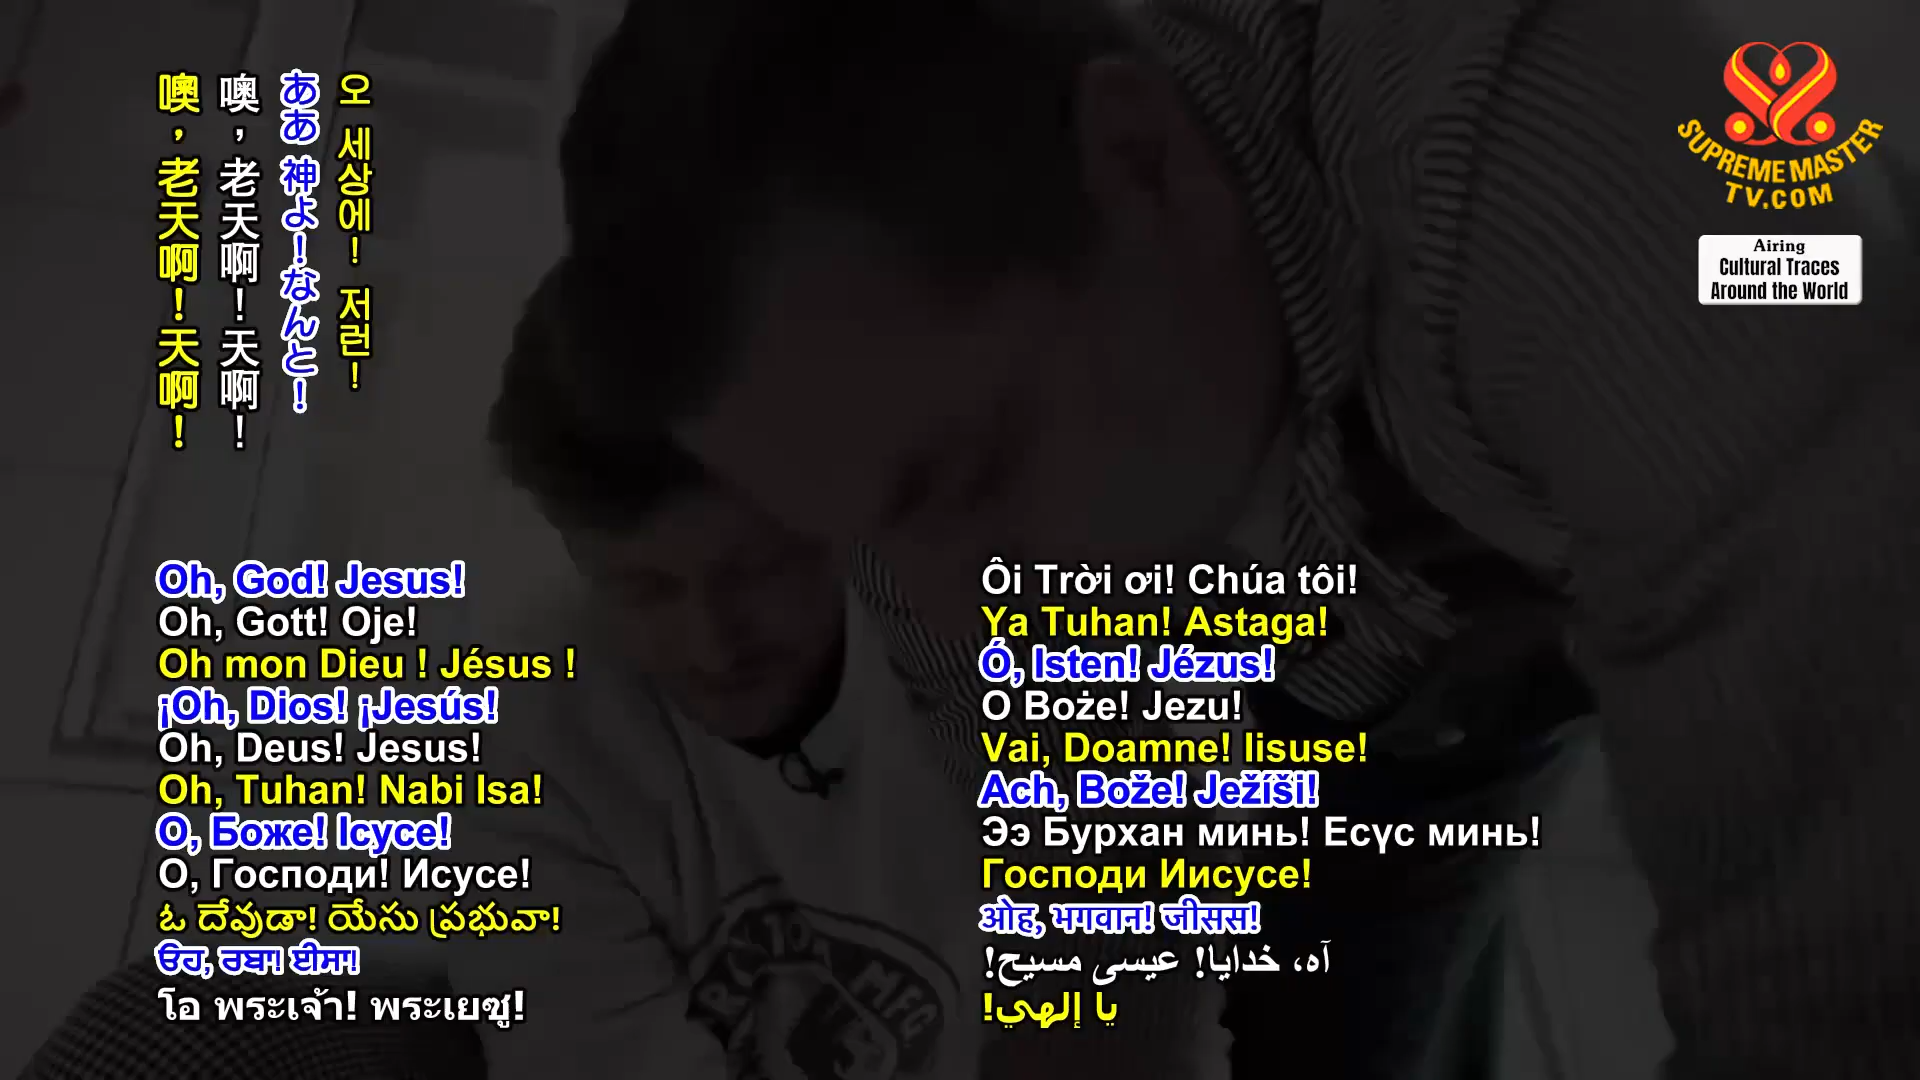 噢，老天啊！天啊！
噢，老天啊！天啊！
ああ 神よ！なんと！
오 세상에! 저런!
SUPREME MASTER
TV.COM
Airing
Cultural Traces
Around the World
Oh, God! Jesus!
Oh, Gott! Oje!
Oh mon Dieu ! Jésus !
¡Oh, Dios! ¡Jesús!
Oh, Deus! Jesus!
Oh, Tuhan! Nabi Isa!
О, Боже! Ісусе!
О, Господи! Исусе!
ఓ దేవుడా! యేసు ప్రభువా!
ਓਹ, ਰਬਾ! ਈਸਾ!
โอ พระเจ้า! พระเยซู!
Ôi Trời ơi! Chúa tôi!
Ya Tuhan! Astaga!
Ó, Isten! Jézus!
O Boże! Jezu!
Vai, Doamne! Iisuse!
Ach, Bože! Ježíši!
Ээ Бурхан минь! Есүс минь!
Господи Иисусе!
ओह, भगवान! जीसस!
آه، خدایا! عیسی مسیح!
يا إلهي!
ROSTO
MFG